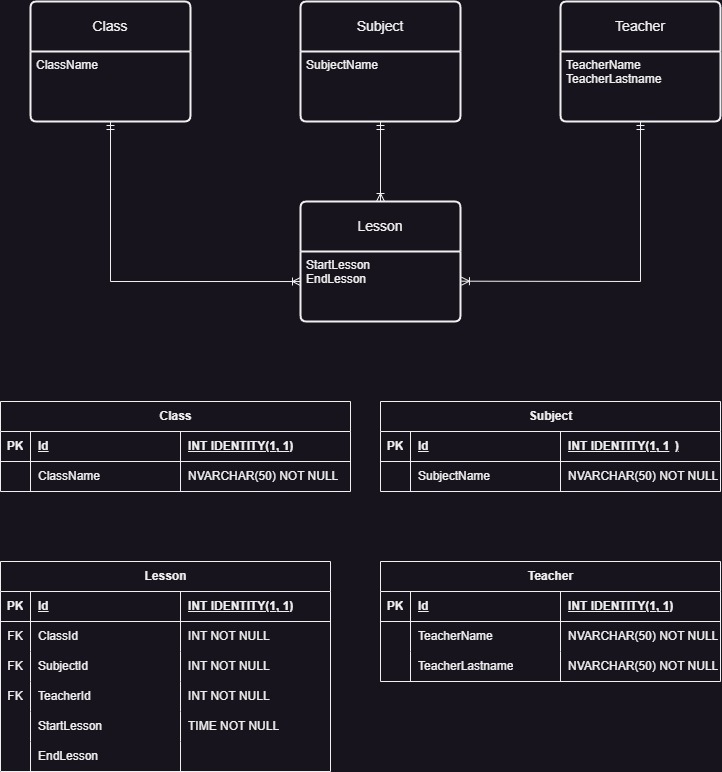 Class
ClassName
Subject
SubjectName
Teacher
TeacherName
TeacherLastname
Lesson
StartLesson
EndLesson
Class
PK Id INT IDENTITY(1, 1)
ClassName NVARCHAR(50) NOT NULL
Subject
PK Id INT IDENTITY(1, 1 )
SubjectName NVARCHAR(50) NOT NULL
Lesson
PK Id INT IDENTITY(1, 1)
FK ClassId INT NOT NULL
FK SubjectId INT NOT NULL
FK TeacherId INT NOT NULL
StartLesson TIME NOT NULL
EndLesson
Teacher
PK Id INT IDENTITY(1, 1)
TeacherName NVARCHAR(50) NOT NULL
TeacherLastname NVARCHAR(50) NOT NULL